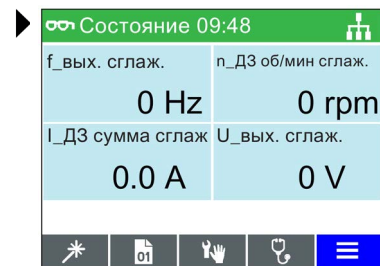 Состояние 09:48
f_вых. сглаж.
n_ДЗ об/мин сглаж.
0 Hz
0 rpm
I_ДЗ сумма сглаж
U_вых. сглаж.
0.0 A
0 V
01